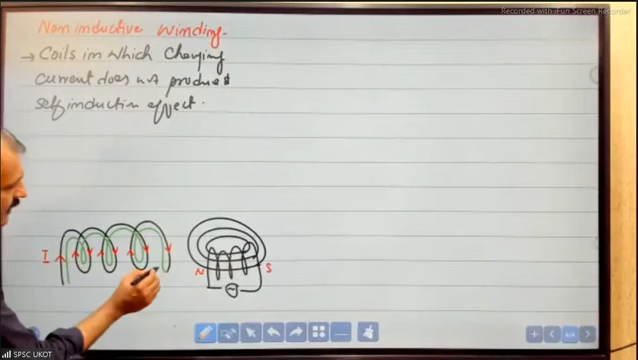 Recorded with iFun Screen Recorder
Non inductive winding.
→ Coils in which Changing
current does not produces
self induction effect.
I
N
S
SPSC UKOT